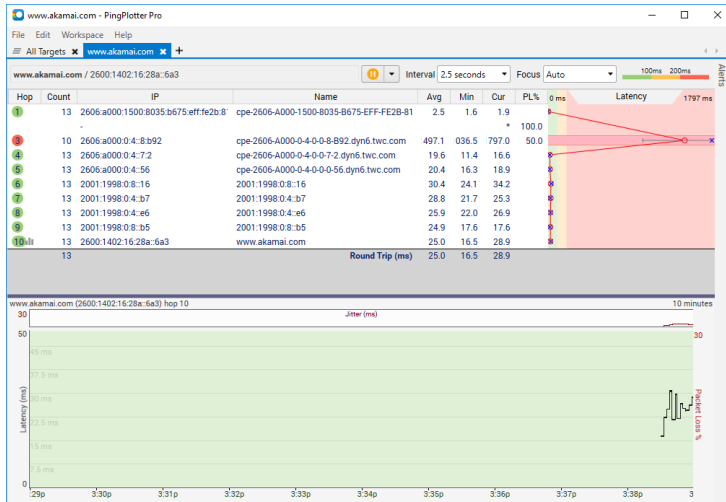 www.akamai.com - PingPlotter Pro
File Edit Workspace Help
All Targets www.akamai.com +
www.akamai.com / 2600:1402:16:28a::6a3 Interval 2.5 seconds Focus Auto 100ms 200ms
Alerts
Hop Count IP Name Avg Min Cur PL% 0 ms Latency 1797 ms
1 13 2606:a000:1500:8035:b675:eff:fe2b:8 cpe-2606-A000-1500-8035-B675-EFF-FE2B-81 2.5 1.6 1.9
- * 100.0
3 10 2606:a000:0:4::8:b92 cpe-2606-A000-0-4-0-0-8-B92.dyn6.twc.com 497.1 036.5 797.0 50.0
4 13 2606:a000:0:4::7:2 cpe-2606-A000-0-4-0-0-7-2.dyn6.twc.com 19.6 11.4 16.6
5 13 2606:a000:0:4::56 cpe-2606-A000-0-4-0-0-0-56.dyn6.twc.com 20.4 16.3 18.9
6 13 2001:1998:0:8::16 2001:1998:0:8::16 30.4 24.1 34.2
7 13 2001:1998:0:4::b7 2001:1998:0:4::b7 28.8 21.7 25.3
8 13 2001:1998:0:4::e6 2001:1998:0:4::e6 25.9 22.0 26.9
9 13 2001:1998:0:8::b5 2001:1998:0:8::b5 24.9 17.6 17.6
10 13 2600:1402:16:28a::6a3 www.akamai.com 25.0 16.5 28.9
13 Round Trip (ms) 25.0 16.5 28.9
www.akamai.com (2600:1402:16:28a::6a3) hop 10 10 minutes
30 Jitter (ms)
50 30
45 ms
37.5 ms
30 ms
22.5 ms
15 ms
7.5 ms
0
Latency (ms)
Packet Loss %
:29p 3:30p 3:31p 3:32p 3:33p 3:34p 3:35p 3:36p 3:37p 3:38p 3